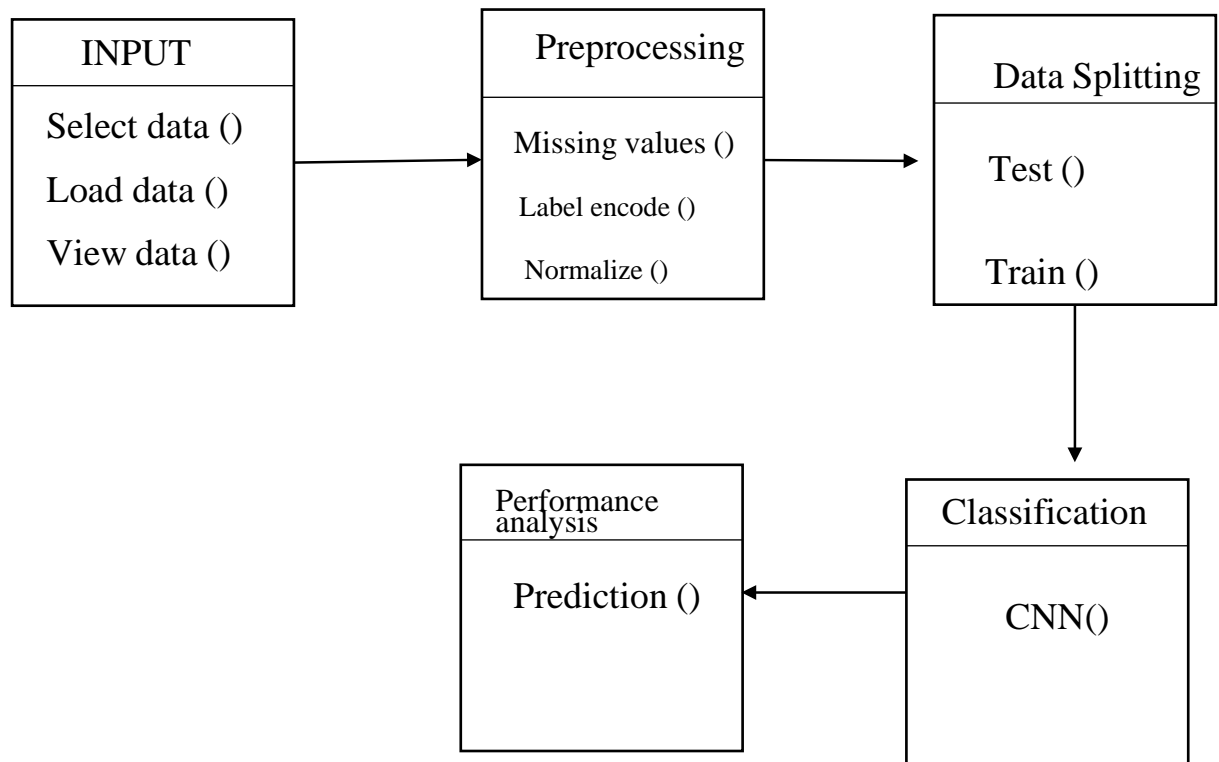 INPUT
Select data ()
Load data ()
View data ()
Preprocessing
Missing values ()
Label encode ()
Normalize ()
Data Splitting
Test ()
Train ()
Classification
CNN()
Performance
analysis
Prediction ()